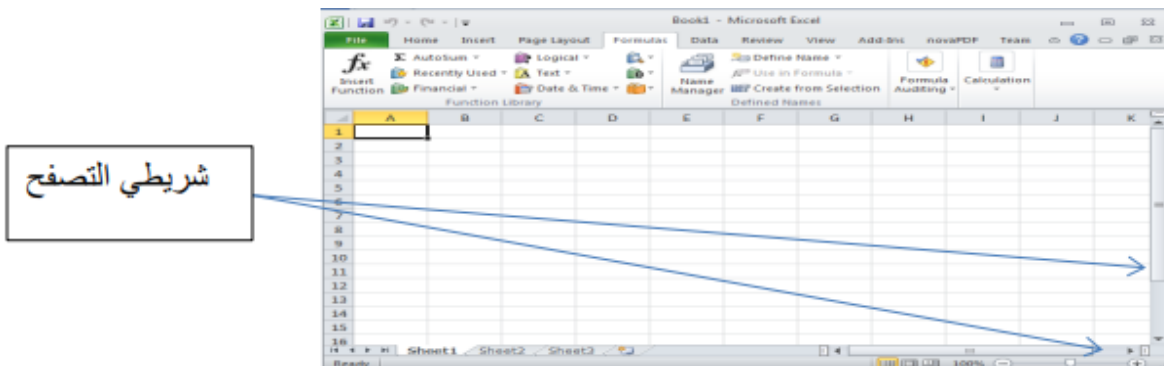 Book1 - Microsoft Excel
File Home Insert Page Layout Formulas Data Review View Add-Ins novaPDF Team
Σ AutoSum Logical Define Name
fx Recently Used A Text Use in Formula
Insert Function Financial Date & Time Name Manager Create from Selection Formula Auditing Calculation
Function Library Defined Names
A B C D E F G H I J K
1
2
3
شريطي التصفح
4
5
6
7
8
9
10
11
12
13
14
15
16
Sheet1 Sheet2 Sheet3
Ready 100%